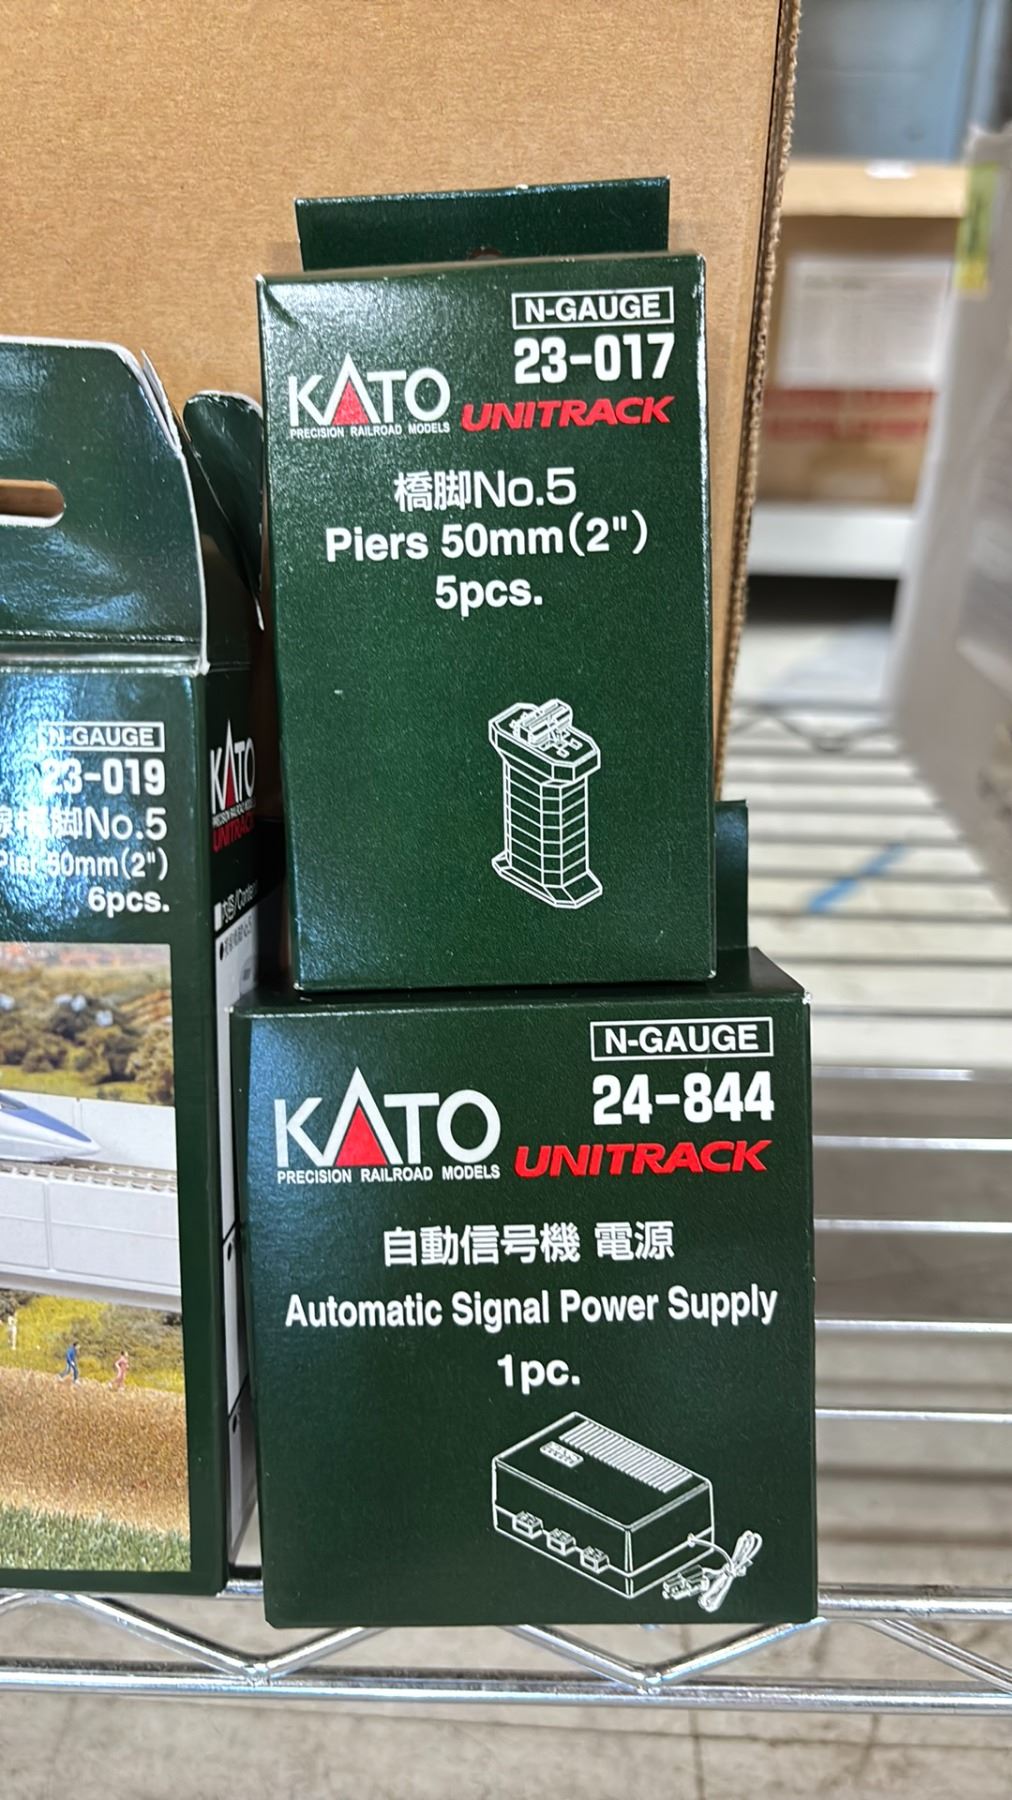 N-GAUGE
23-017
KATO
UNITRACK
PRECISION RAILROAD MODELS
橋脚No.5
Piers 50mm(2")
5pcs.
N-GAUGE
23-019
脚No.5
Pier 50mm(2")
6pcs.
KATO
UNITRACK
N-GAUGE
24-844
KATO
UNITRACK
PRECISION RAILROAD MODELS
自動信号機 電源
Automatic Signal Power Supply
1pc.